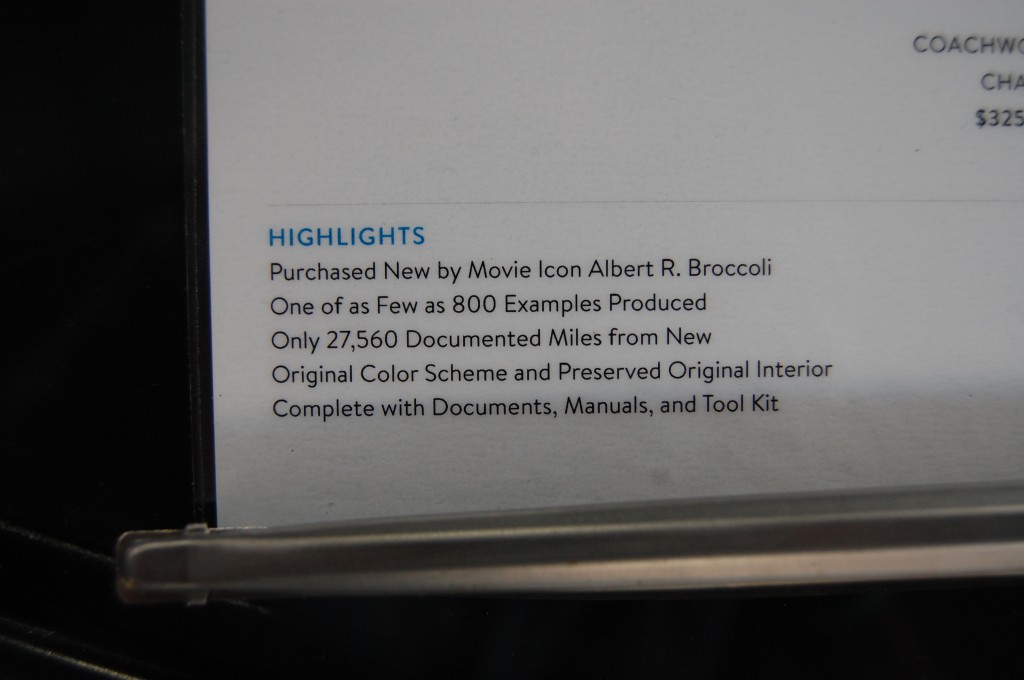 $325
HIGHLIGHTS
Purchased New by Movie Icon Albert R. Broccoli
One of as Few as 800 Examples Produced
Only 27,560 Documented Miles from New
Original Color Scheme and Preserved Original Interior
Complete with Documents, Manuals, and Tool Kit